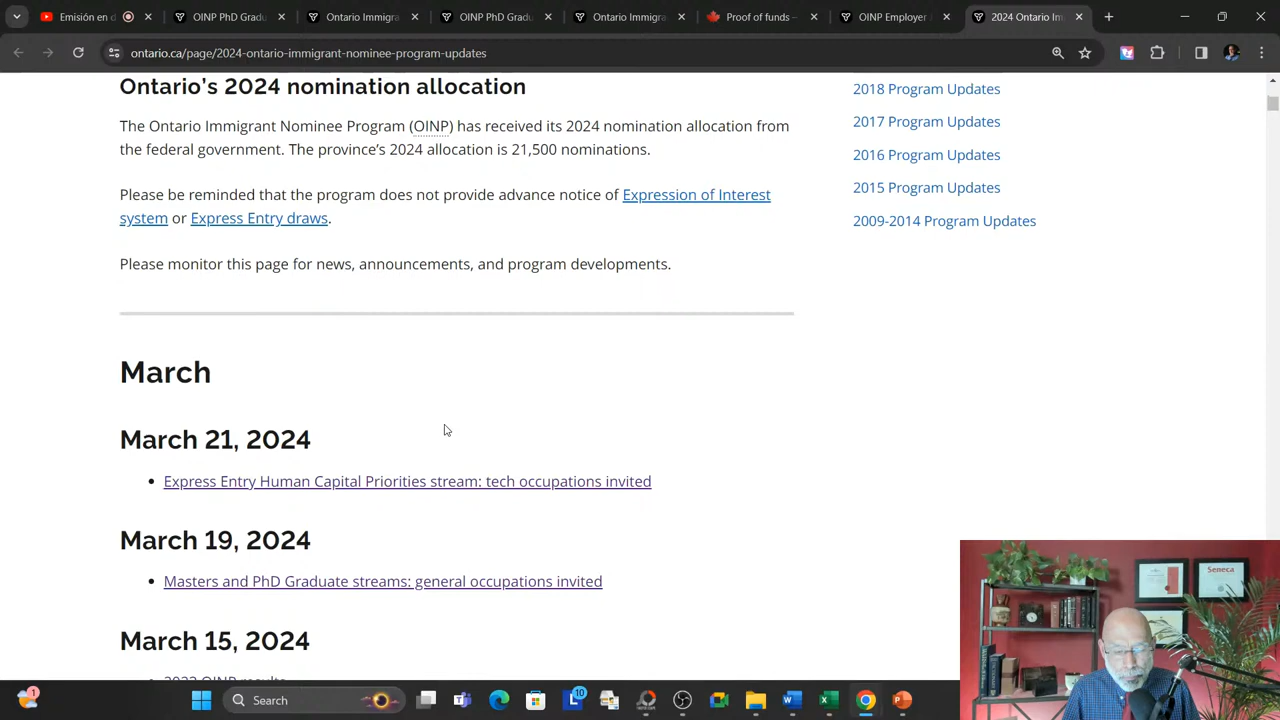 Emisión en d
OINP PhD Gradu
Ontario Immigra
OINP PhD Gradu
Ontario Immigra
Proof of funds –
OINP Employer
2024 Ontario Im
ontario.ca/page/2024-ontario-immigrant-nominee-program-updates
Ontario's 2024 nomination allocation
The Ontario Immigrant Nominee Program (OINP) has received its 2024 nomination allocation from
the federal government. The province's 2024 allocation is 21,500 nominations.
Please be reminded that the program does not provide advance notice of Expression of Interest
system or Express Entry draws.
Please monitor this page for news, announcements, and program developments.
March
March 21, 2024
Express Entry Human Capital Priorities stream: tech occupations invited
March 19, 2024
Masters and PhD Graduate streams: general occupations invited
March 15, 2024
2018 Program Updates
2017 Program Updates
2016 Program Updates
2015 Program Updates
2009-2014 Program Updates
Seneca
1
Search
10